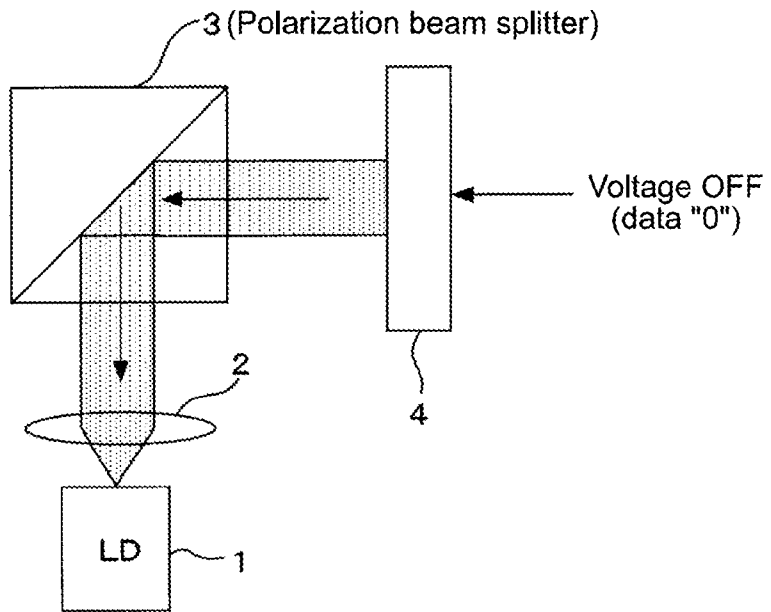 3 (Polarization beam splitter)
Voltage OFF
(data "0")
2
4
LD
1